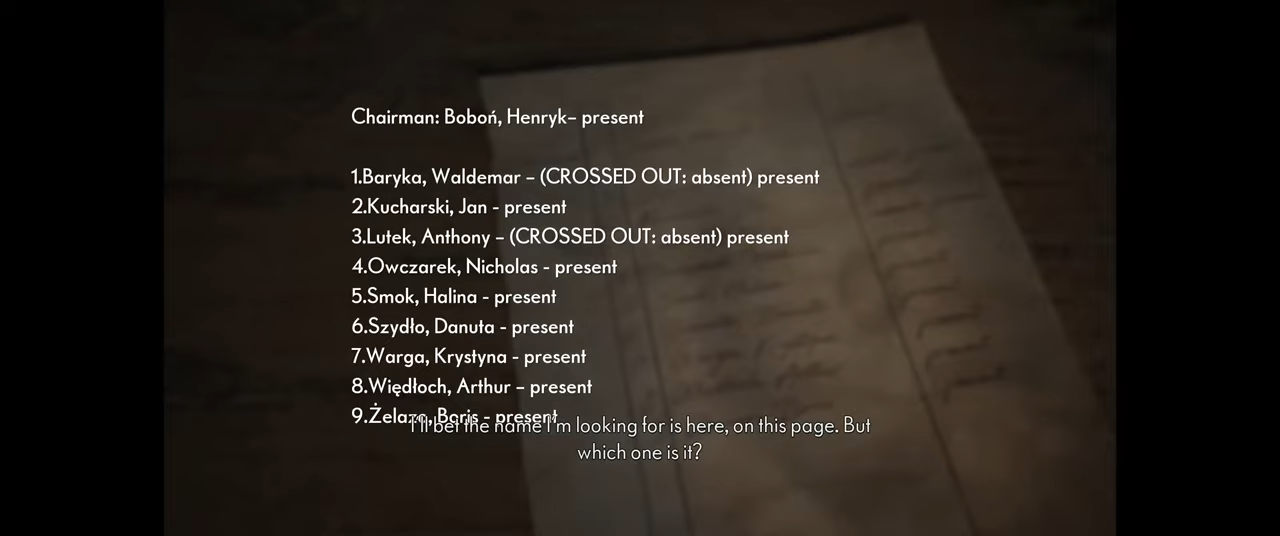 Chairman: Boboń, Henryk– present
1.Baryka, Waldemar – (CROSSED OUT: absent) present
2.Kucharski, Jan - present
3.Lutek, Anthony – (CROSSED OUT: absent) present
4.Owczarek, Nicholas - present
5.Smok, Halina - present
6.Szydło, Danuta - present
7.Warga, Krystyna - present
8.Więdłoch, Arthur – present
9.Żelazo, Boris - present
I'll bet the name I'm looking for is here, on this page. But
which one is it?